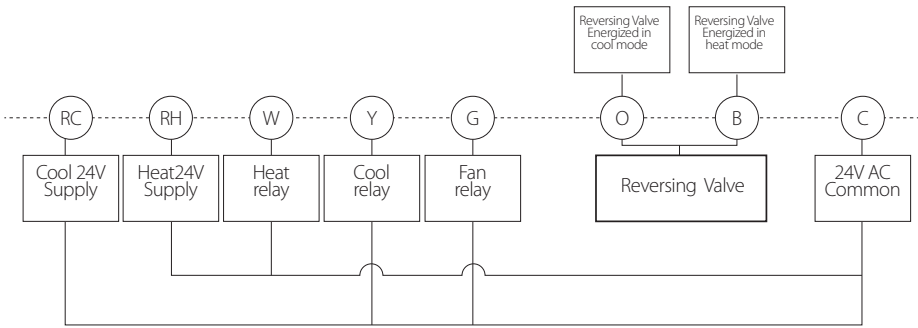 Reversing Valve
Energized in
cool mode
Reversing Valve
Energized in
heat mode
RC
RH
W
Y
G
O
B
C
Cool 24V
Supply
Heat24V
Supply
Heat
relay
Cool
relay
Fan
relay
Reversing Valve
24V AC
Common